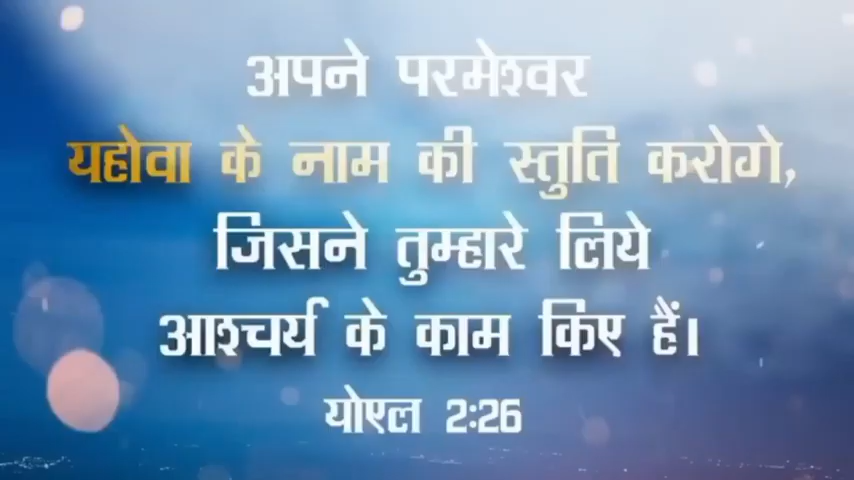 अपने परमेश्वर
यहोवा के नाम की स्तुति करोगे,
जिसने तुम्हारे लिये
आश्चर्य के काम किए हैं।
योएल 2:26